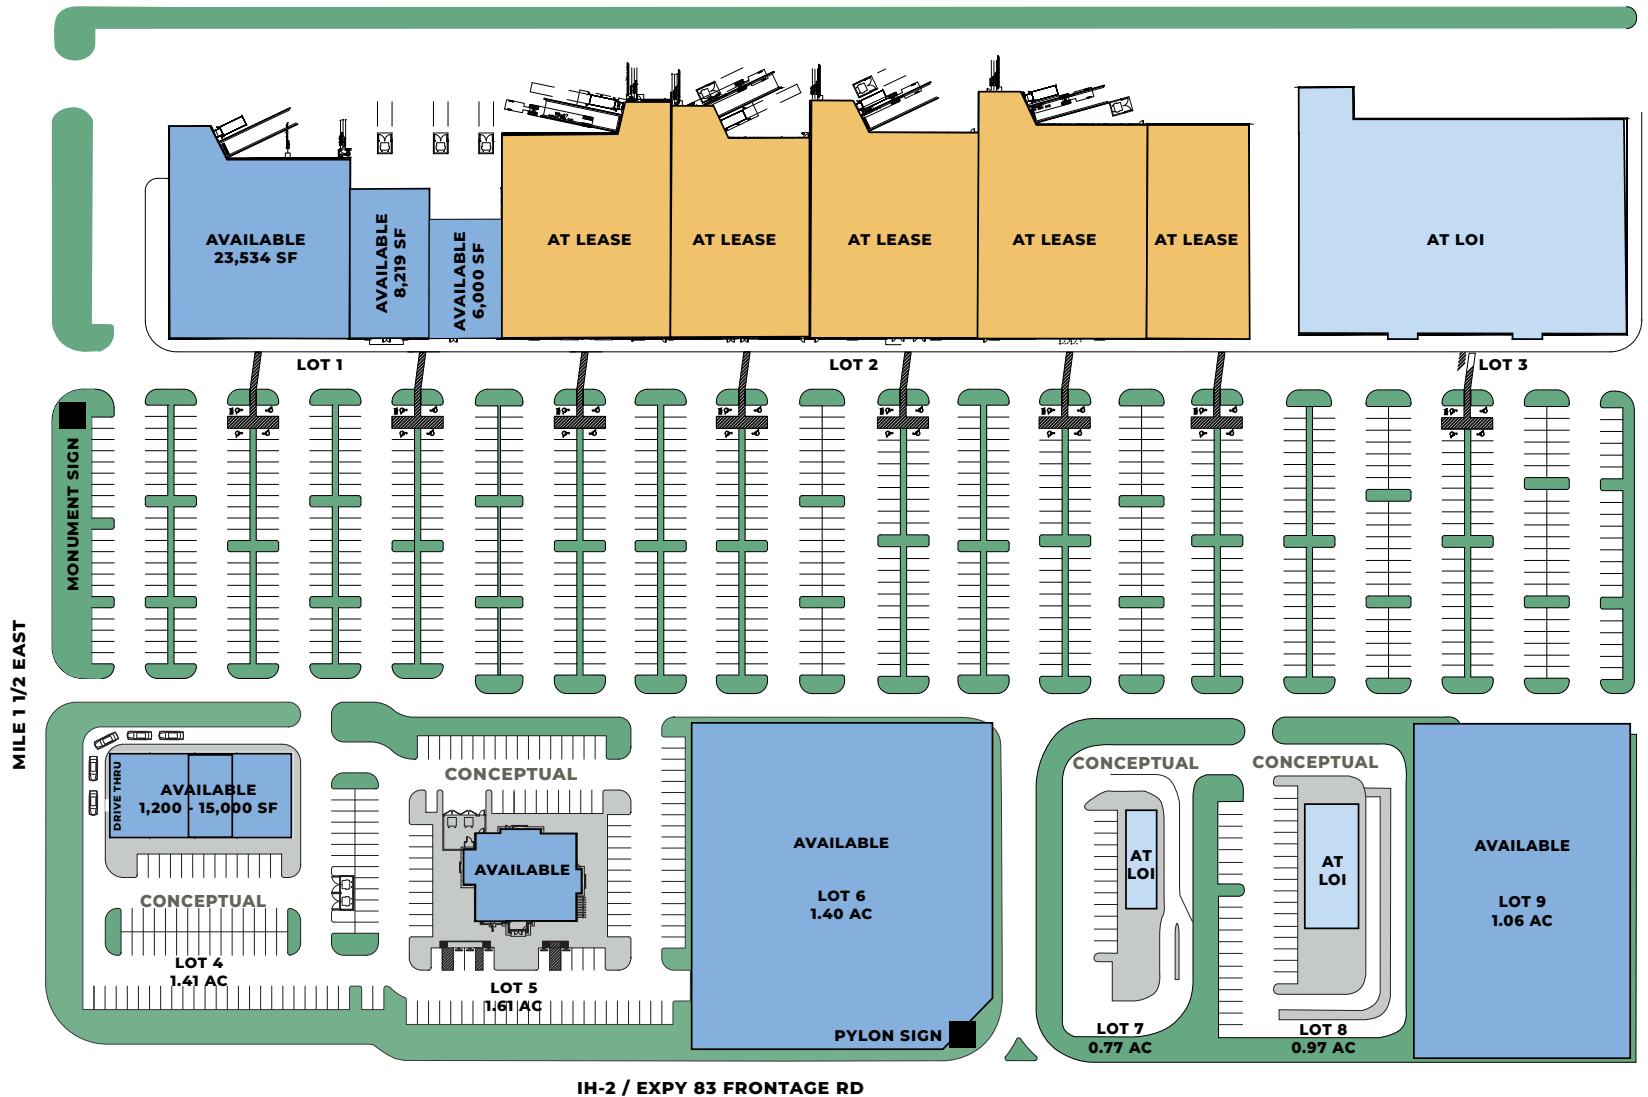 AVAILABLE
23,534 SF
AVAILABLE
8,219 SF
AVAILABLE
6,000 SF
AT LEASE
AT LEASE
AT LEASE
AT LEASE
AT LEASE
AT LOI
LOT 1
LOT 2
LOT 3
MONUMENT SIGN
MILE 1 1/2 EAST
DRIVE THRU
AVAILABLE
1,200 - 15,000 SF
CONCEPTUAL
LOT 4
1.41 AC
CONCEPTUAL
AVAILABLE
LOT 5
1.61 AC
AVAILABLE
LOT 6
1.40 AC
PYLON SIGN
CONCEPTUAL
AT
LOI
LOT 7
0.77 AC
CONCEPTUAL
AT
LOI
LOT 8
0.97 AC
AVAILABLE
LOT 9
1.06 AC
IH-2 / EXPY 83 FRONTAGE RD